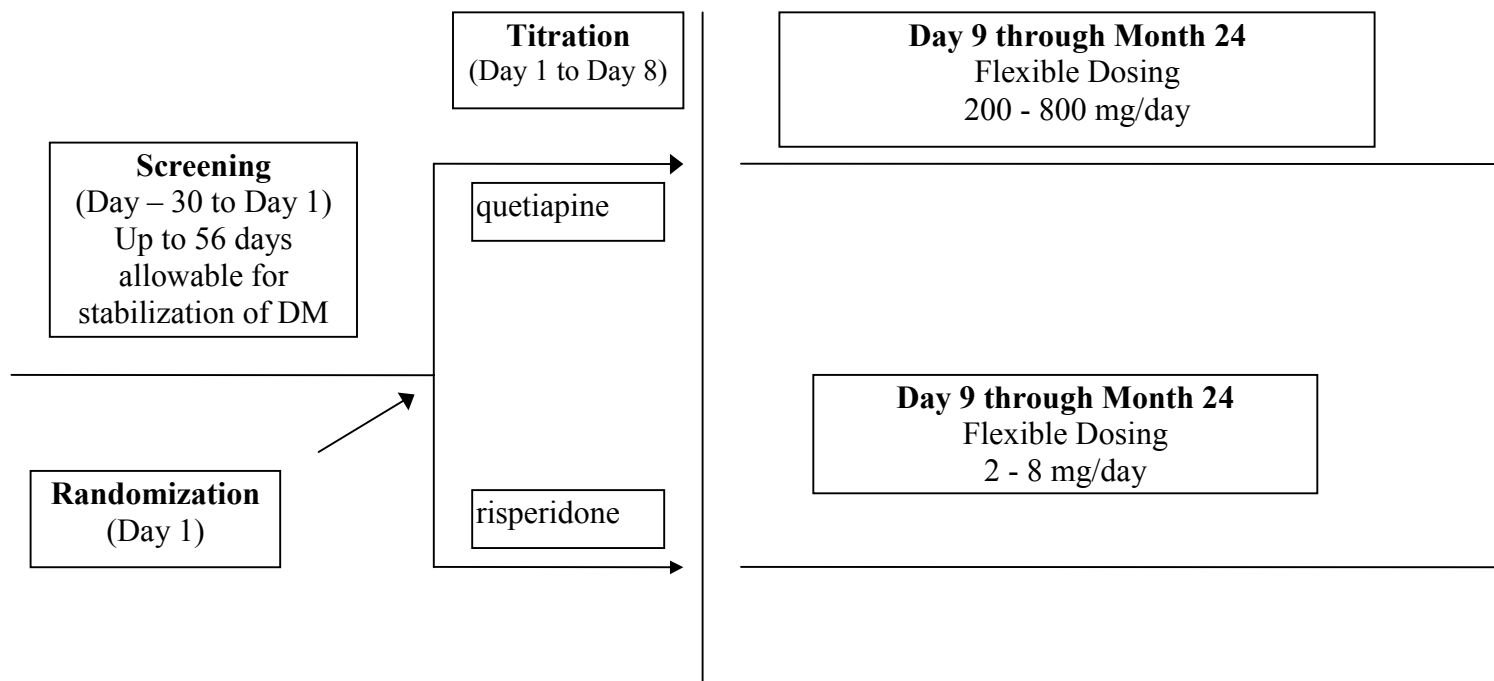 Titration
(Day 1 to Day 8)
Day 9 through Month 24
Flexible Dosing
200 - 800 mg/day
Screening
(Day – 30 to Day 1)
Up to 56 days
allowable for
stabilization of DM
quetiapine
Day 9 through Month 24
Flexible Dosing
2 - 8 mg/day
Randomization
(Day 1)
risperidone